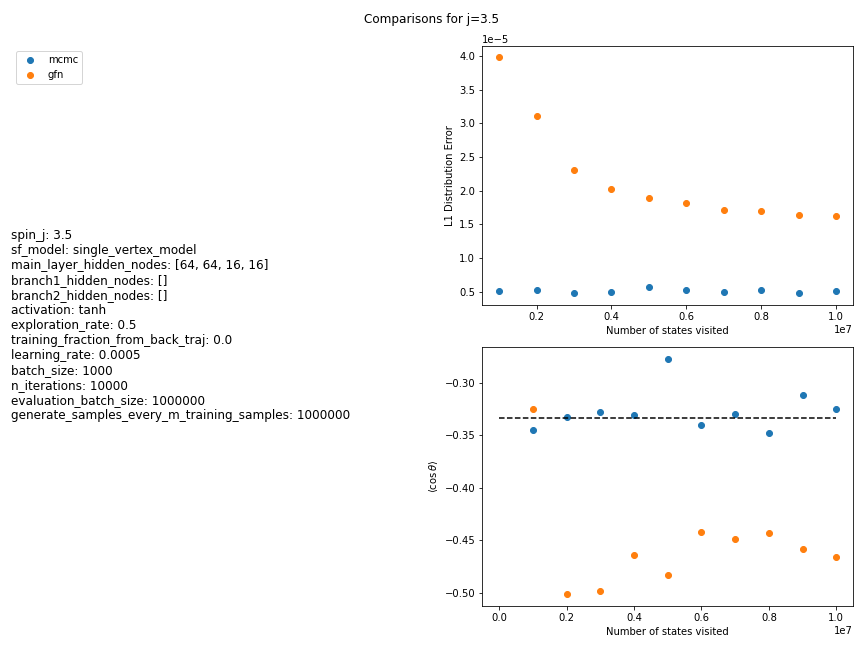 Comparisons for j=3.5
mcmc
gfn
spin_j: 3.5
sf_model: single_vertex_model
main_layer_hidden_nodes: [64, 64, 16, 16]
branch1_hidden_nodes: []
branch2_hidden_nodes: []
activation: tanh
exploration_rate: 0.5
training_fraction_from_back_traj: 0.0
learning_rate: 0.0005
batch_size: 1000
n_iterations: 10000
evaluation_batch_size: 1000000
generate_samples_every_m_training_samples: 1000000
1e−5
L1 Distribution Error
4.0
3.5
3.0
2.5
2.0
1.5
1.0
0.5
0.2 0.4 0.6 0.8 1.0
1e7
Number of states visited
⟨cos θ⟩
−0.30
−0.35
−0.40
−0.45
−0.50
0.0 0.2 0.4 0.6 0.8 1.0
1e7
Number of states visited